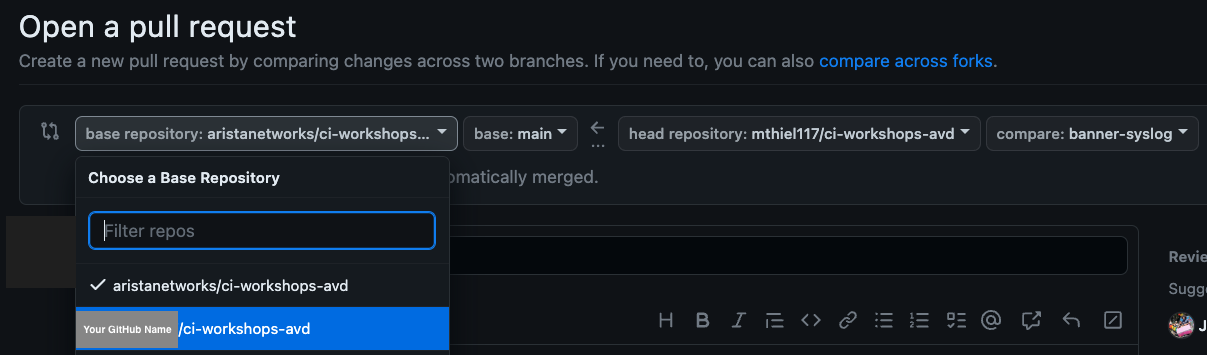 Open a pull request
Create a new pull request by comparing changes across two branches. If you need to, you can also compare across forks.
base repository: aristanetworks/ci-workshops... base: main head repository: mthiel117/ci-workshops-avd compare: banner-syslog
Choose a Base Repository
omatically merged.
Filter repos
aristanetworks/ci-workshops-avd
Your GitHub Name /ci-workshops-avd
Revie
Sugge
H B I @
J